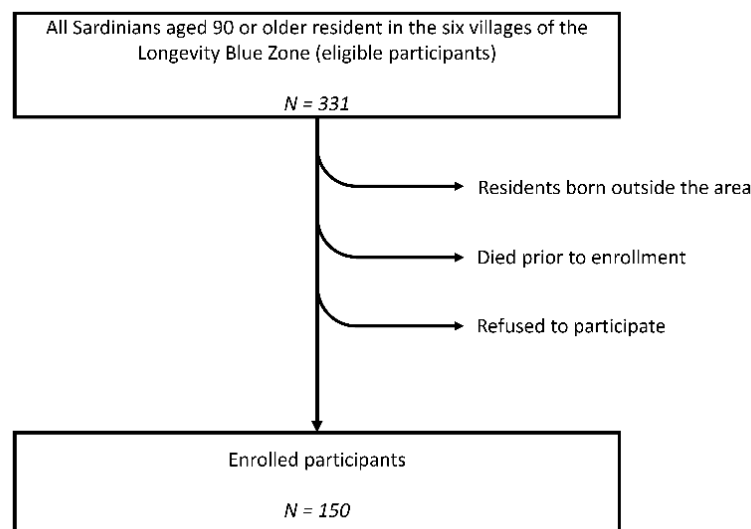 All Sardinians aged 90 or older resident in the six villages of the
Longevity Blue Zone (eligible participants)
N = 331
Residents born outside the area
Died prior to enrollment
Refused to participate
Enrolled participants
N = 150